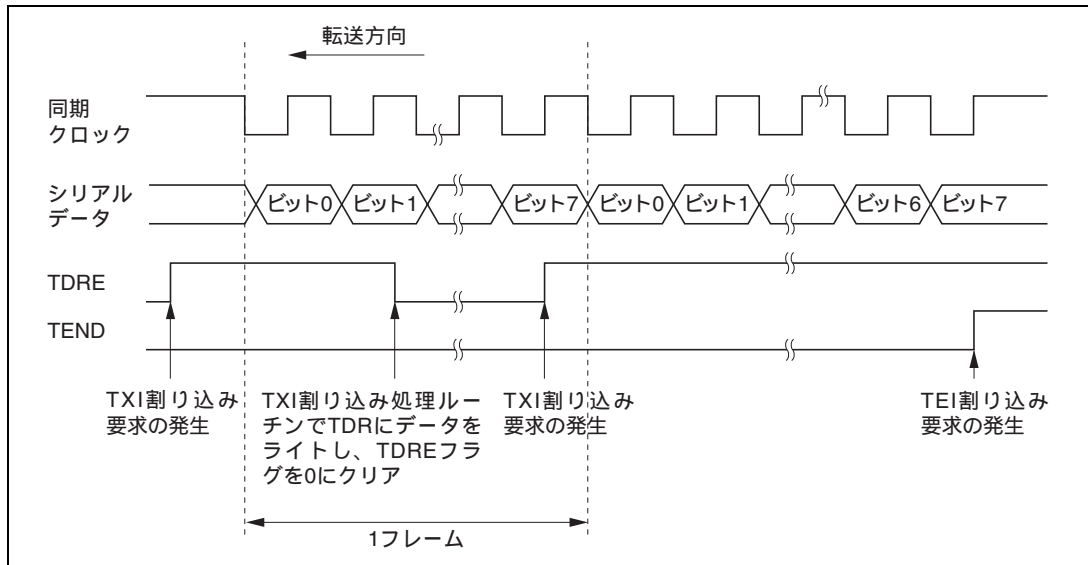 転送方向
同期
クロック
シリアル
データ
ビット0 ビット1 ビット7 ビット0 ビット1 ビット6 ビット7
TDRE
TEND
TXI割り込み
要求の発生
TXI割り込み処理ルー
チンでTDRにデータを
ライトし、TDREフラ
グを0にクリア
TXI割り込み
要求の発生
TEI割り込み
要求の発生
1フレーム